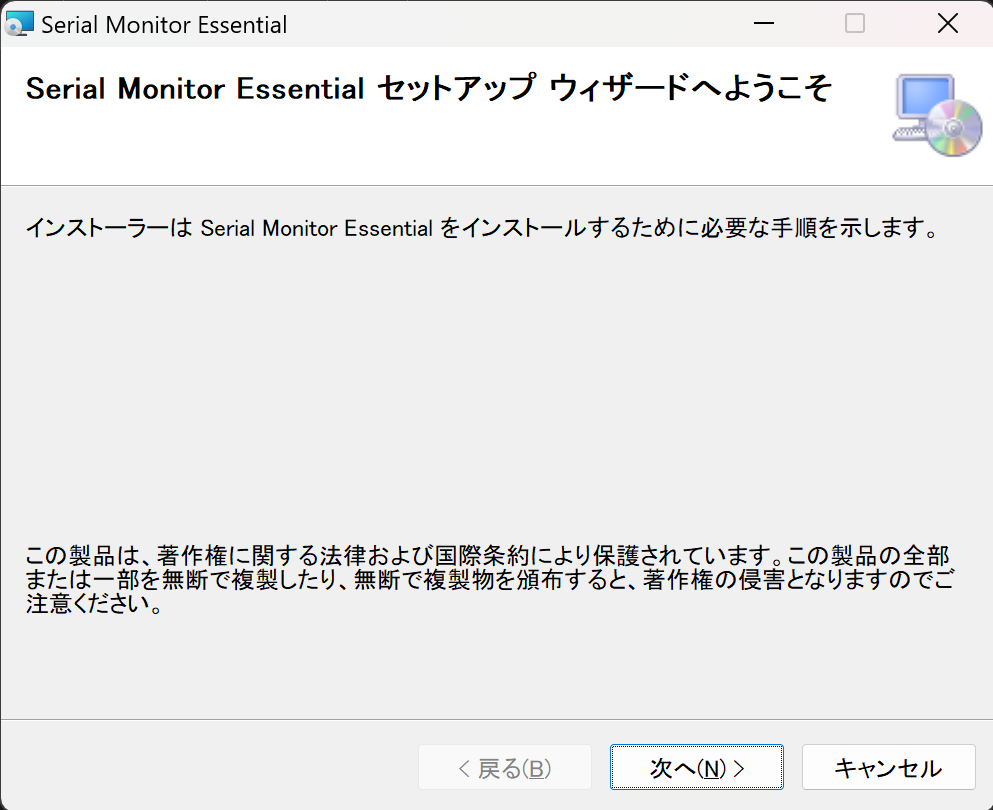 Serial Monitor Essential
Serial Monitor Essential セットアップ ウィザードへようこそ
インストーラーは Serial Monitor Essential をインストールするために必要な手順を示します。
この製品は、著作権に関する法律および国際条約により保護されています。この製品の全部
または一部を無断で複製したり、無断で複製物を頒布すると、著作権の侵害となりますのでご
注意ください。
< 戻る(B)
次へ(N) >
キャンセル